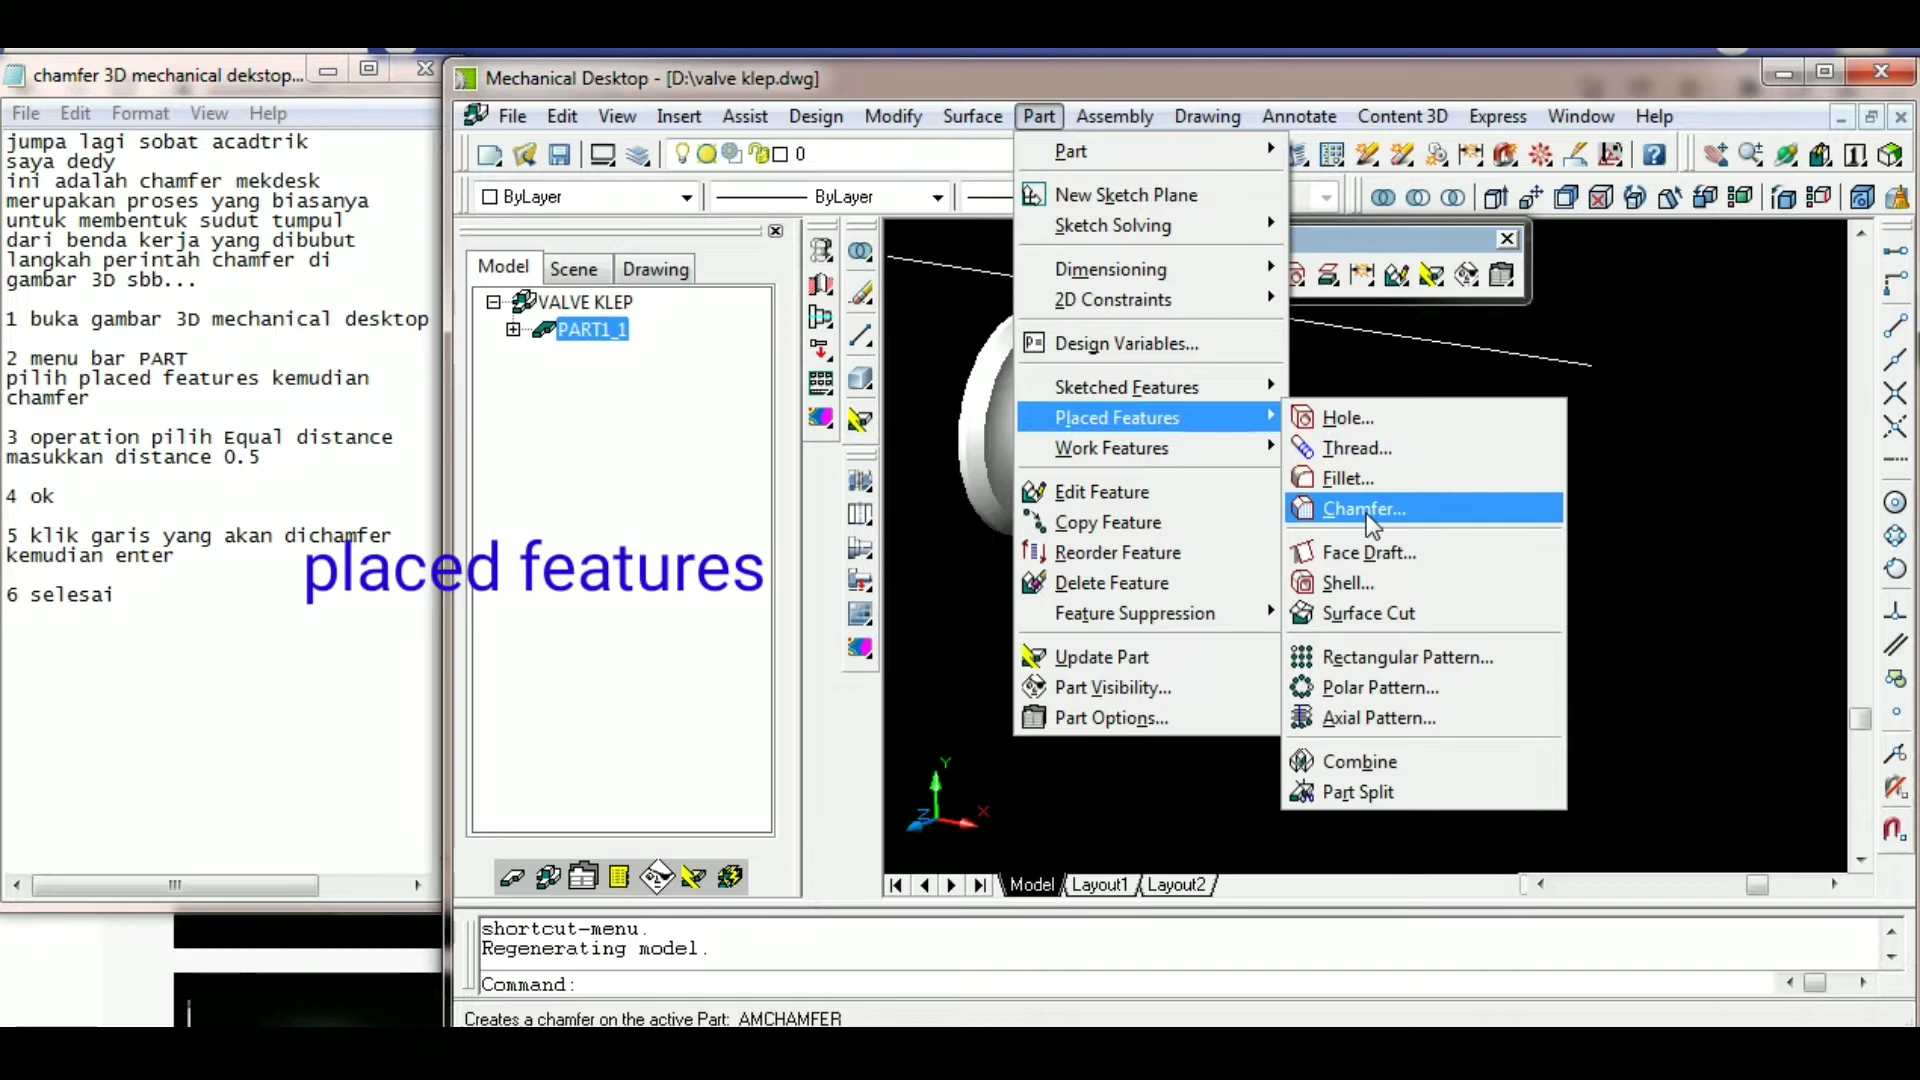 chamfer 3D mechanical dekstop...
File Edit Format View Help
jumpa lagi sobat acadtrik
saya dedy
ini adalah chamfer mekdesk
merupakan proses yang biasanya
untuk membentuk sudut tumpul
dari benda kerja yang dibubut
langkah perintah chamfer di
gambar 3D sbb...
1 buka gambar 3D mechanical desktop
2 menu bar PART
pilih placed features kemudian
chamfer
3 operation pilih Equal distance
masukkan distance 0.5
4 ok
5 klik garis yang akan dichamfer
kemudian enter
6 selesai
placed features
Mechanical Desktop - [D:\valve klep.dwg]
File Edit View Insert Assist Design Modify Surface Part Assembly Drawing Annotate Content 3D Express Window Help
0
ByLayer
ByLayer
Model Scene Drawing
VALVE KLEP
PART1_1
Part
New Sketch Plane
Sketch Solving
Dimensioning
2D Constraints
Design Variables...
Sketched Features
Placed Features
Work Features
Edit Feature
Copy Feature
Reorder Feature
Delete Feature
Feature Suppression
Update Part
Part Visibility...
Part Options...
Hole...
Thread...
Fillet...
Chamfer...
Face Draft...
Shell...
Surface Cut
Rectangular Pattern...
Polar Pattern...
Axial Pattern...
Combine
Part Split
Y
X
Z
Model Layout1 Layout2
shortcut-menu.
Regenerating model.
Command:
Creates a chamfer on the active Part: AMCHAMFER